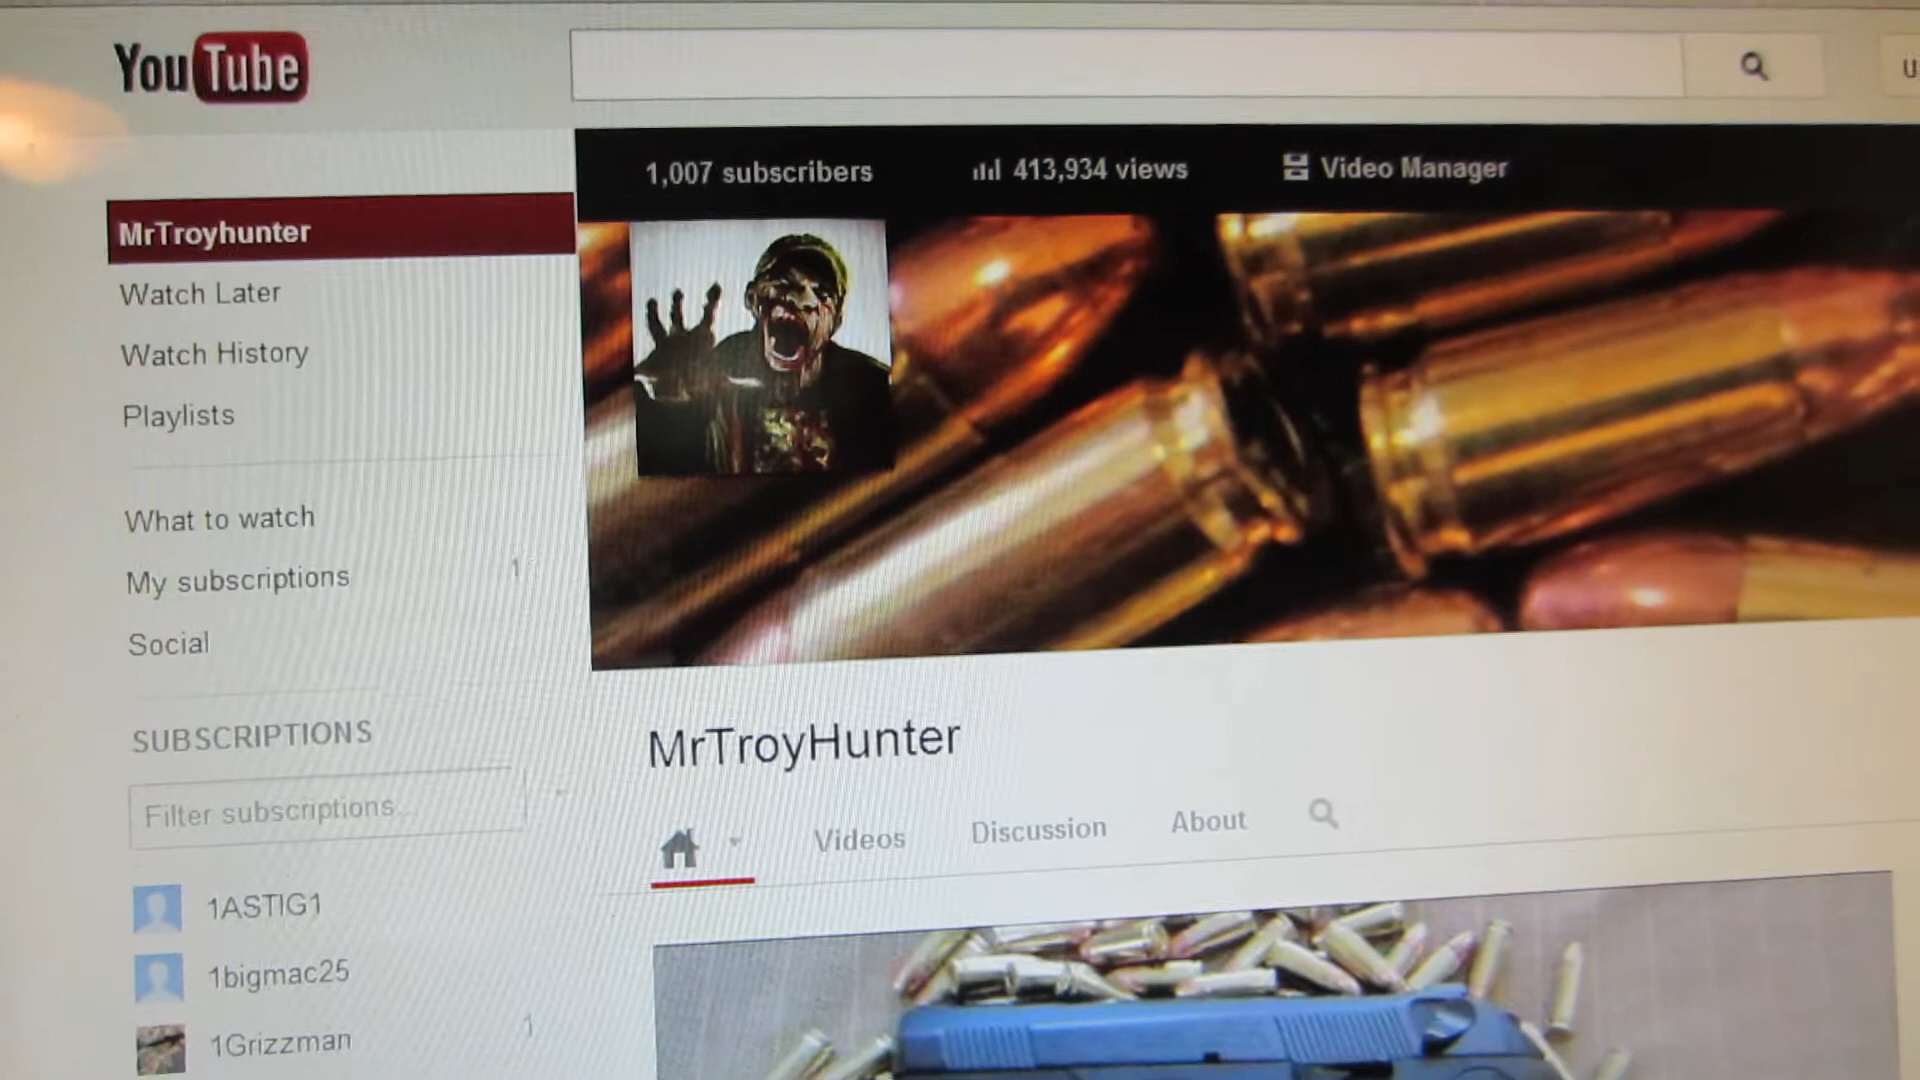 YouTube
U
1,007 subscribers
413,934 views
Video Manager
MrTroyhunter
Watch Later
Watch History
Playlists
What to watch
My subscriptions 1
Social
SUBSCRIPTIONS
Filter subscriptions...
1ASTIG1
1bigmac25
1Grizzman 1
MrTroyHunter
Videos Discussion About